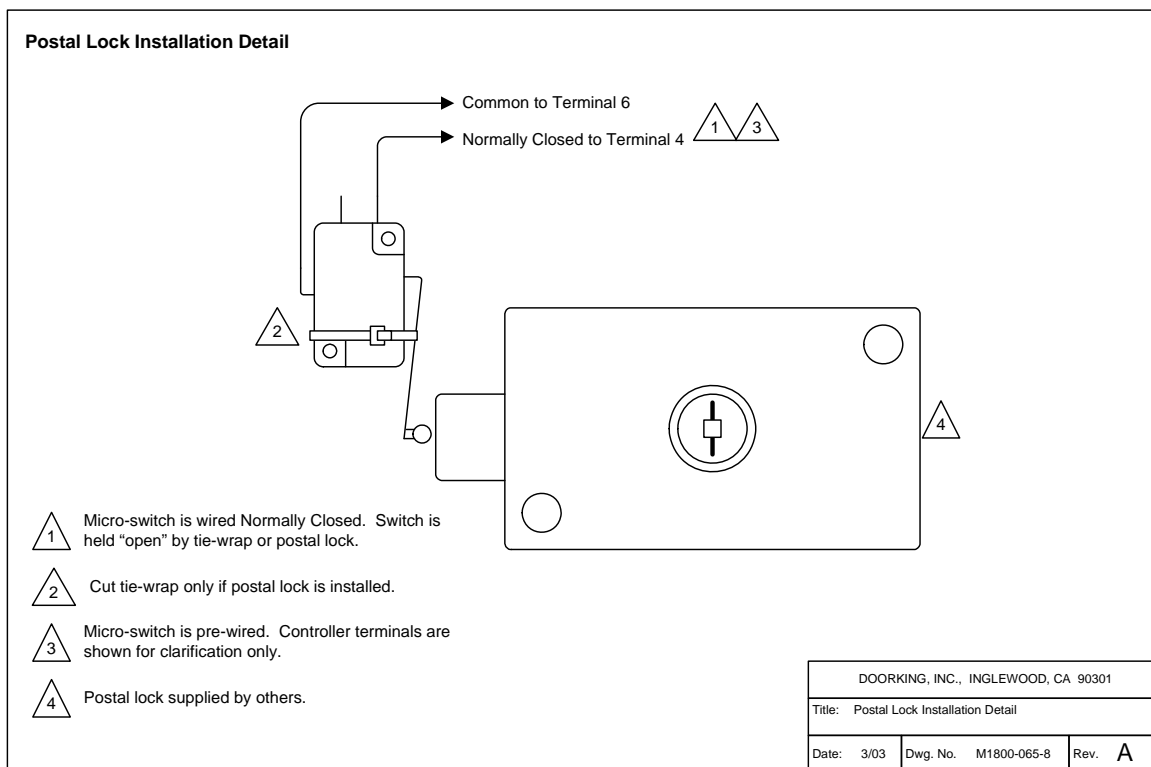 Postal Lock Installation Detail
Common to Terminal 6
Normally Closed to Terminal 4
1 3
2
4
1 Micro-switch is wired Normally Closed. Switch is
held “open” by tie-wrap or postal lock.
2 Cut tie-wrap only if postal lock is installed.
3 Micro-switch is pre-wired. Controller terminals are
shown for clarification only.
4 Postal lock supplied by others.
DOORKING, INC., INGLEWOOD, CA 90301
Title: Postal Lock Installation Detail
Date: 3/03 Dwg. No. M1800-065-8 Rev. A